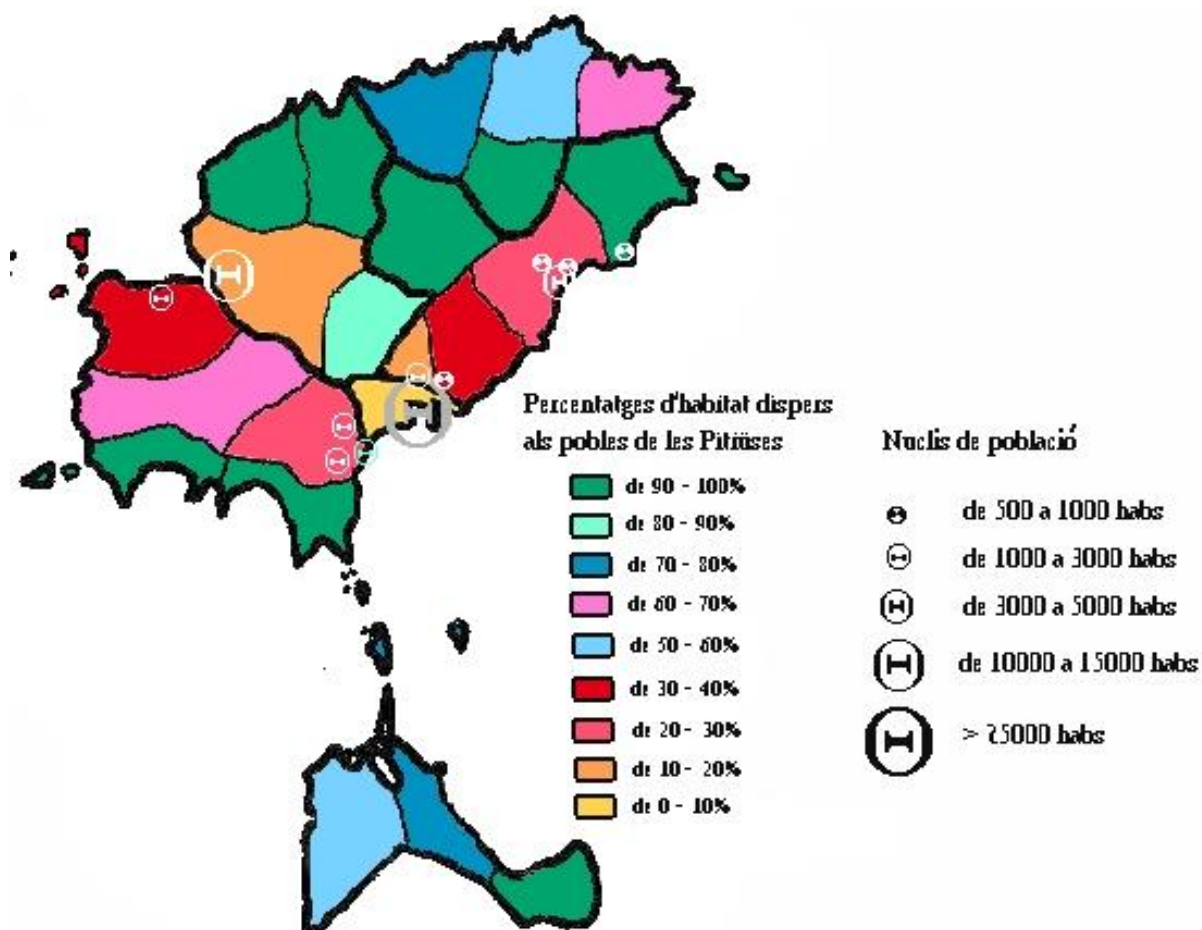 Percentatges d'habitat dispers
als pobles de les Pitiüses
de 90 - 100%
de 80 - 90%
de 70 - 80%
de 60 - 70%
de 50 - 60%
de 30 - 40%
de 20 - 30%
de 10 - 20%
de 0 - 10%
Nuclis de població
de 500 a 1000 habs
de 1000 a 3000 habs
de 3000 a 5000 habs
de 10000 a 15000 habs
> 25000 habs